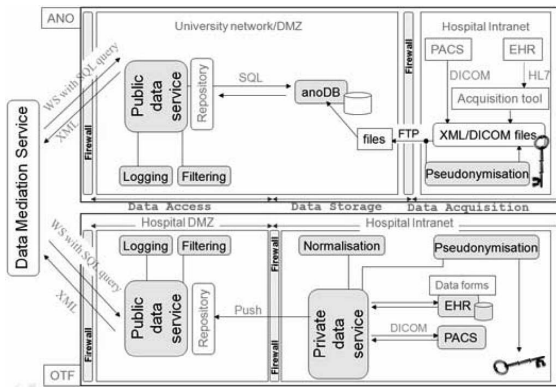 ANO
University network/DMZ
Hospital Intranet
WS with SQL query
XML
Firewall
Public
data
service
Repository
SQL
anoDB
Firewall
PACS
EHR
DICOM
HL7
Acquisition tool
files
FTP
XML/DICOM files
Logging
Filtering
Pseudonymisation
Firewall
Data Access
Data Storage
Data Acquisition
Data Mediation Service
Hospital DMZ
Hospital Intranet
WS with SQL query
XML
Logging
Filtering
Normalisation
Pseudonymisation
Public
data
service
Repository
Push
Private
data
service
Data forms
EHR
DICOM
PACS
Firewall
Firewall
OTF